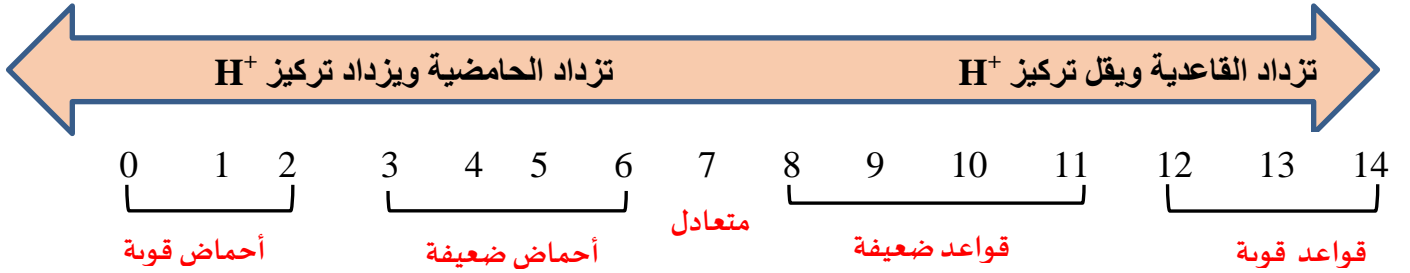 تزداد القاعدية ويقل تركيز H⁺
تزداد الحامضية ويزداد تركيز H⁺
0 1 2 3 4 5 6 7 8 9 10 11 12 13 14
أحماض قوية
أحماض ضعيفة
متعادل
قواعد ضعيفة
قواعد قوية